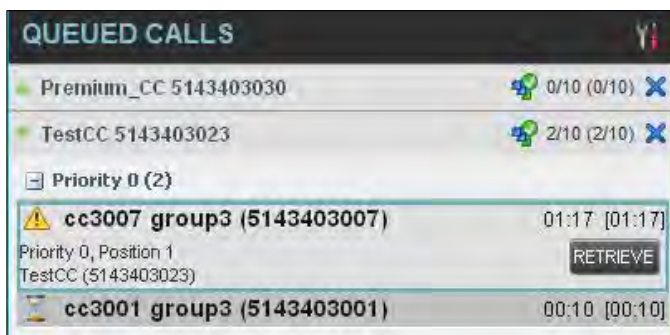 QUEUED CALLS
Premium_CC 5143403030 0/10 (0/10)
TestCC 5143403023 2/10 (2/10)
Priority 0 (2)
cc3007 group3 (5143403007) 01:17 [01:17]
Priority 0, Position 1
RETRIEVE
TestCC (5143403023)
cc3001 group3 (5143403001) 00:10 [00:10]